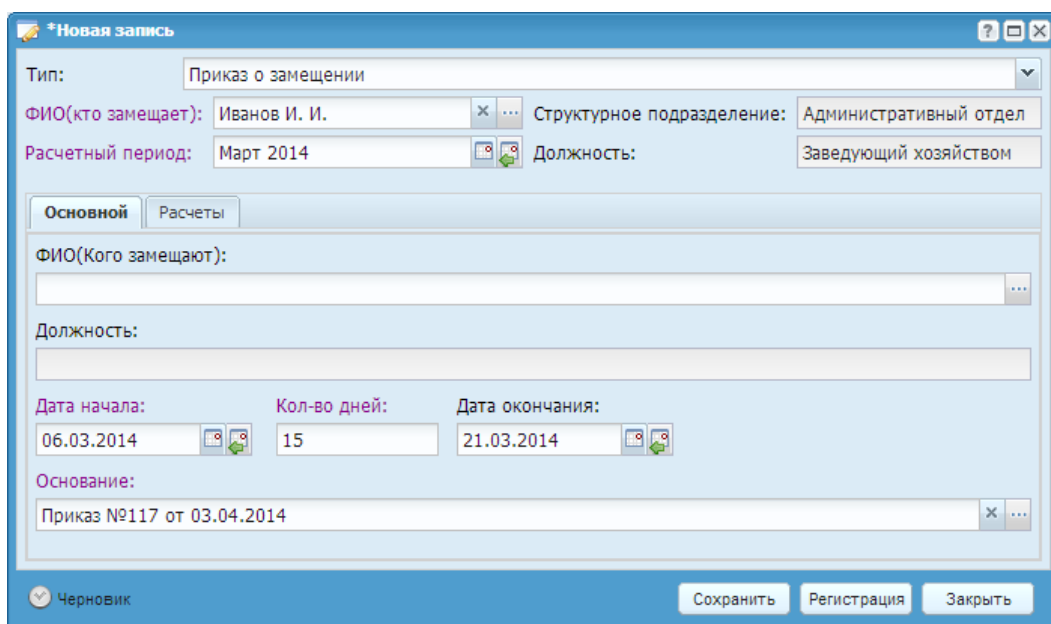 *Новая запись
Тип: Приказ о замещении
ФИО(кто замещает): Иванов И. И. Структурное подразделение: Административный отдел
Расчетный период: Март 2014 Должность: Заведующий хозяйством
Основной Расчеты
ФИО(Кого замещают):
Должность:
Дата начала: Кол-во дней: Дата окончания:
06.03.2014 15 21.03.2014
Основание:
Приказ №117 от 03.04.2014
Черновик Сохранить Регистрация Закрыть